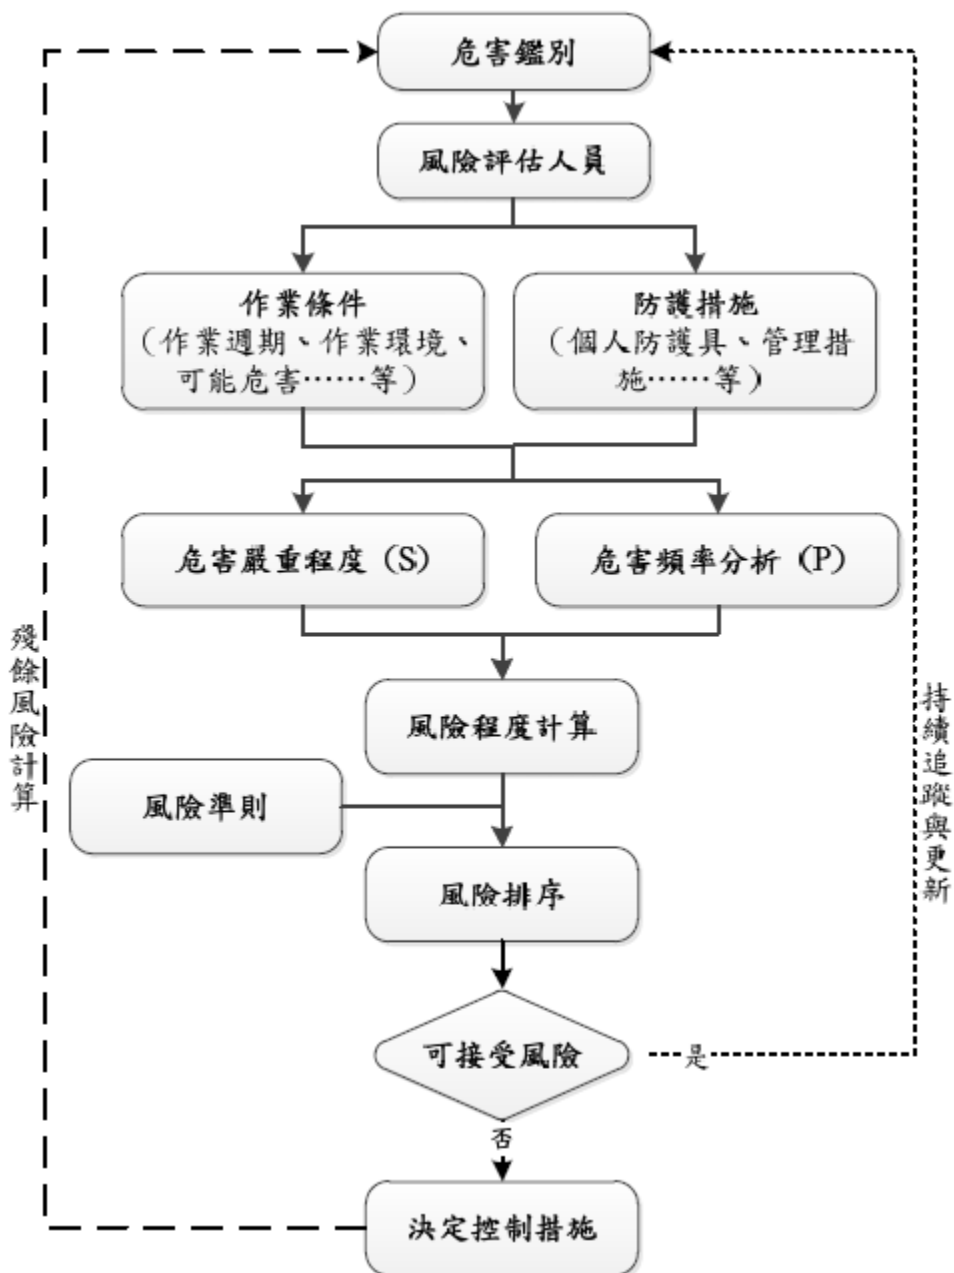 危害鑑別
風險評估人員
作業條件
（作業週期、作業環境、
可能危害……等）
防護措施
（個人防護具、管理措
施……等）
危害嚴重程度（S）
危害頻率分析（P）
風險程度計算
風險準則
風險排序
可接受風險
是
否
決定控制措施
殘餘風險計算
持續追蹤與更新